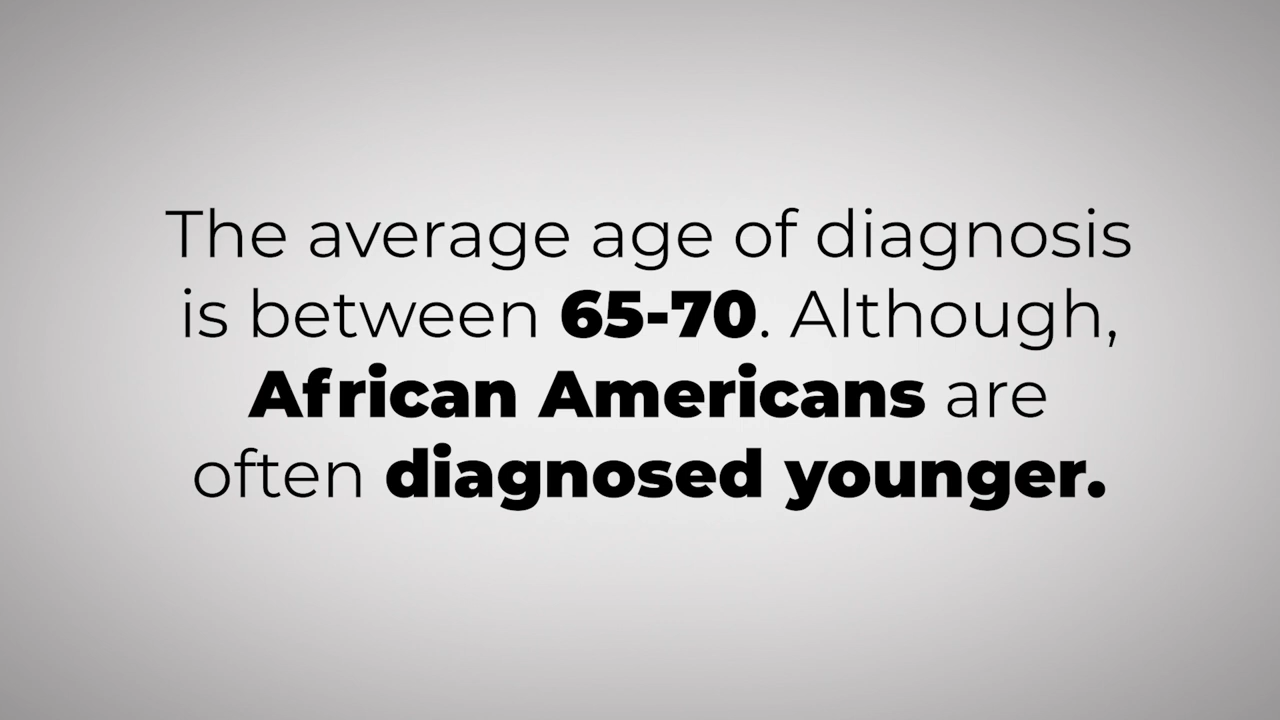 The average age of diagnosis
is between 65-70. Although,
African Americans are
often diagnosed younger.